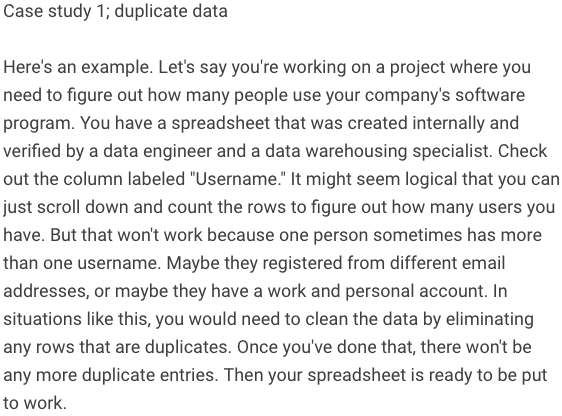 Case study 1; duplicate data
Here's an example. Let's say you're working on a project where you
need to figure out how many people use your company's software
program. You have a spreadsheet that was created internally and
verified by a data engineer and a data warehousing specialist. Check
out the column labeled "Username." It might seem logical that you can
just scroll down and count the rows to figure out how many users you
have. But that won't work because one person sometimes has more
than one username. Maybe they registered from different email
addresses, or maybe they have a work and personal account. In
situations like this, you would need to clean the data by eliminating
any rows that are duplicates. Once you've done that, there won't be
any more duplicate entries. Then your spreadsheet is ready to be put
to work.